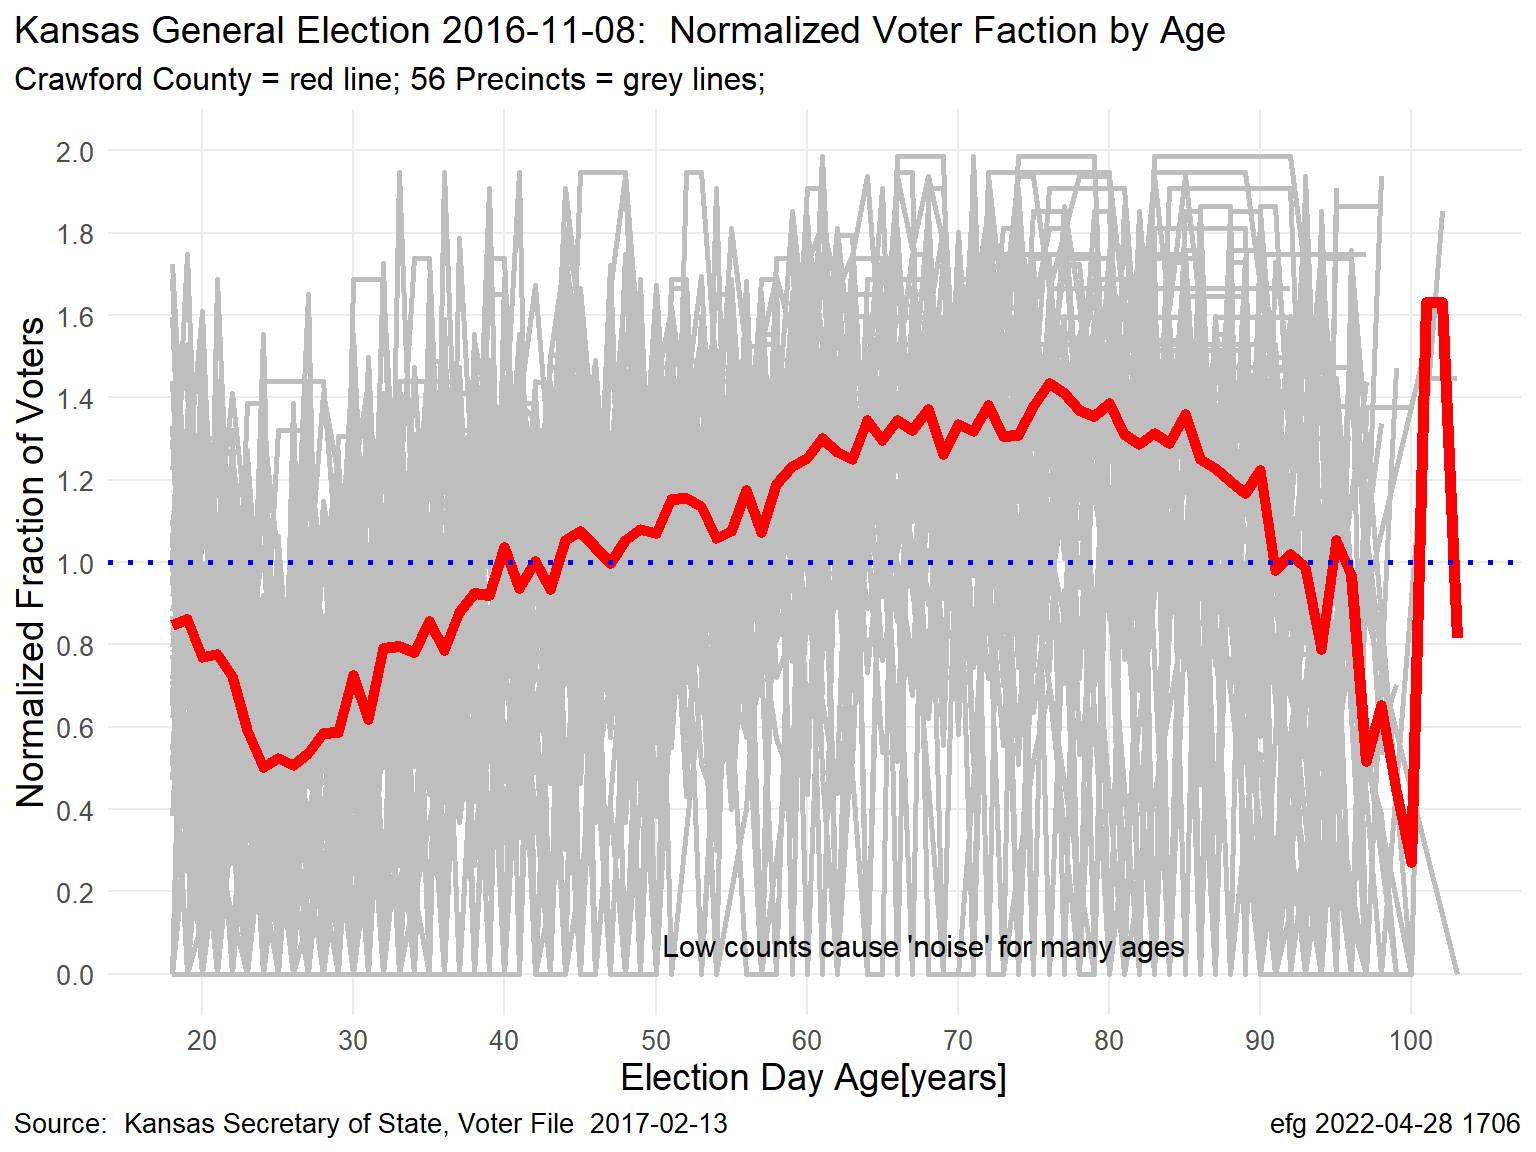 Kansas General Election 2016-11-08:  Normalized Voter Faction by Age
Crawford County = red line; 56 Precincts = grey lines;
Normalized Fraction of Voters
2.0
1.8
1.6
1.4
1.2
1.0
0.8
0.6
0.4
0.2
0.0
Low counts cause 'noise' for many ages
20 30 40 50 60 70 80 90 100
Election Day Age[years]
Source:  Kansas Secretary of State, Voter File  2017-02-13
efg 2022-04-28 1706